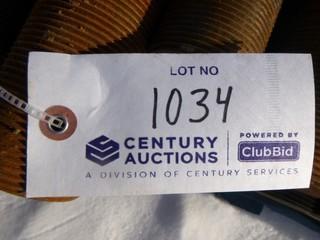 LOT NO
1034
CENTURY AUCTIONS
POWERED BY
ClubBid
A DIVISION OF CENTURY SERVICES